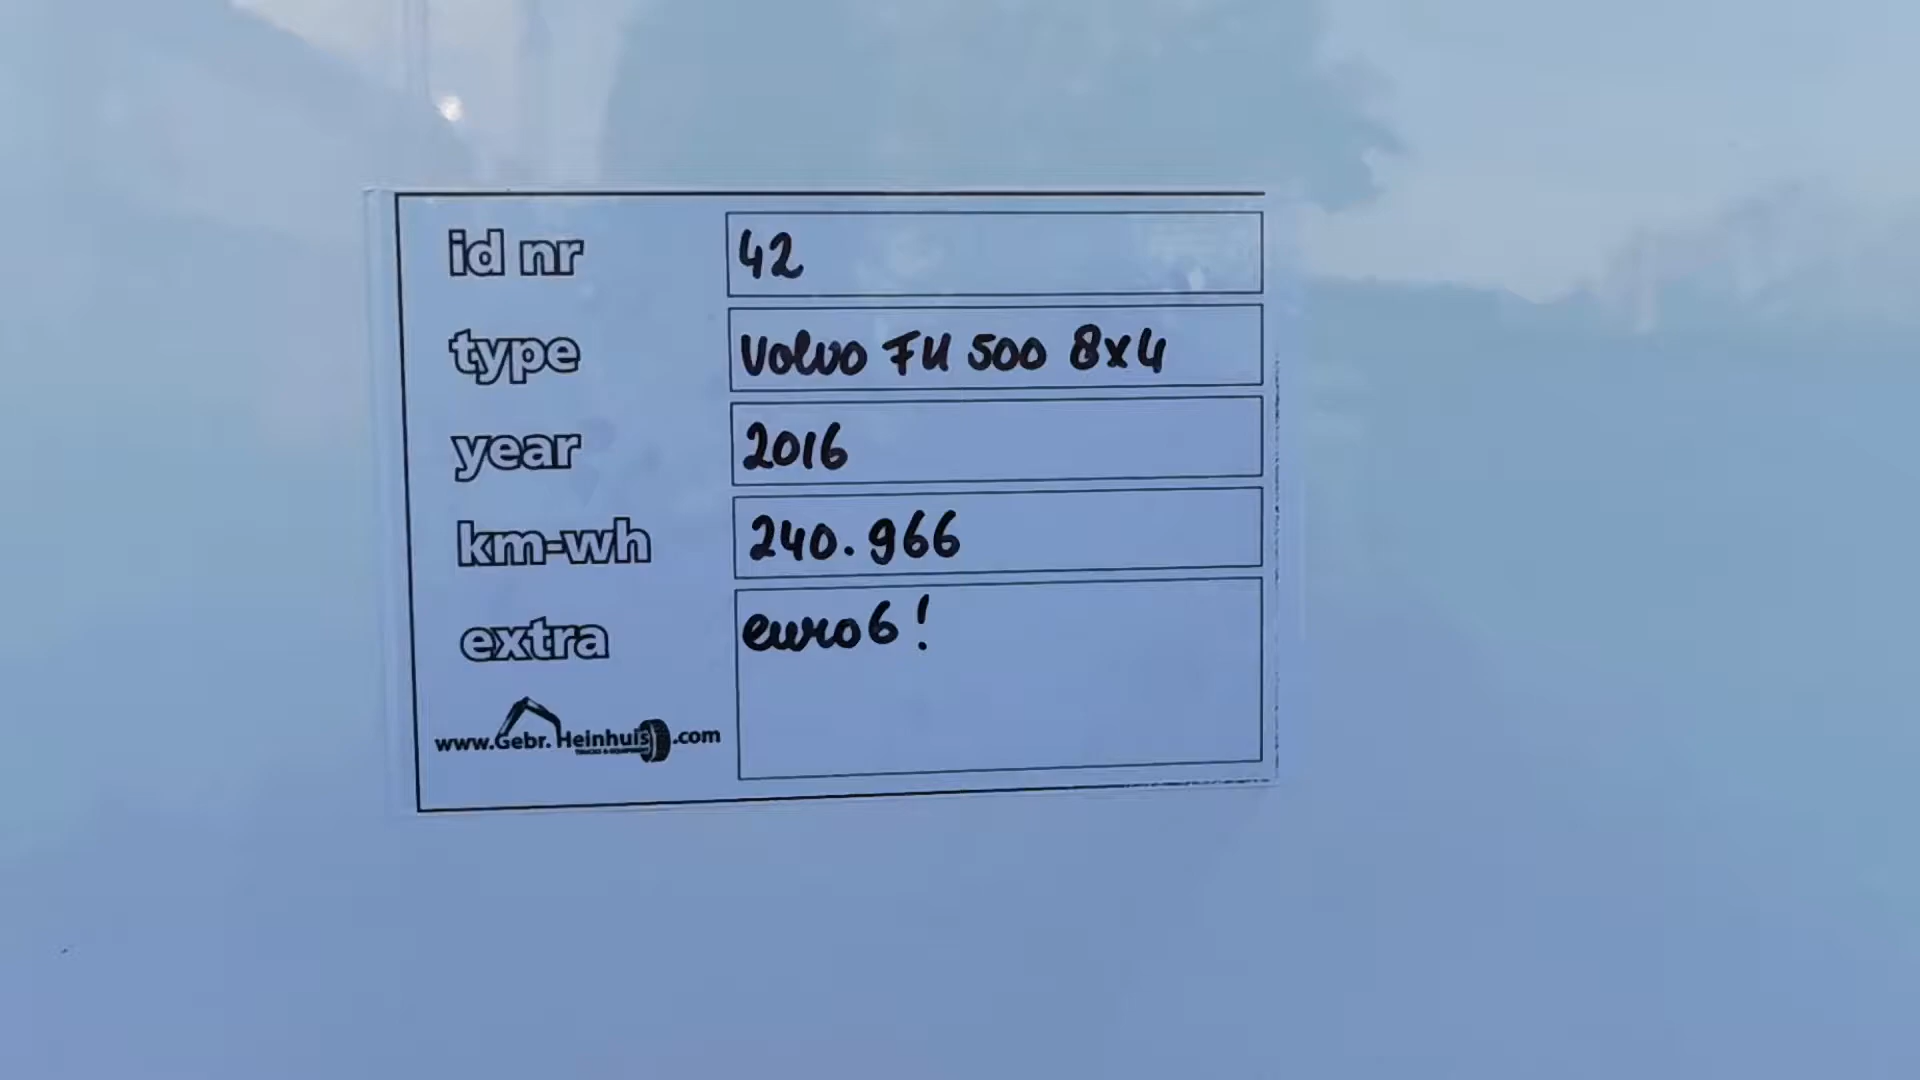 id nr 42
type Volvo FH 500 8x4
year 2016
km-wh 240.966
extra euro6!
www.Gebr.Heinhuis.com